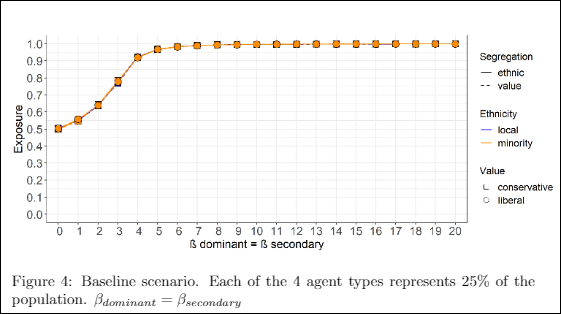 1.0
0.9
0.8
0.7
0.6
0.5
0.4
0.3
0.2
0.1
0.0
Exposure
0 1 2 3 4 5 6 7 8 9 10 11 12 13 14 15 16 17 18 19 20
ß dominant = ß secondary
Segregation
ethnic
value
Ethnicity
local
minority
Value
conservative
liberal
Figure 4: Baseline scenario. Each of the 4 agent types represents 25% of the
population. βdominant = βsecondary